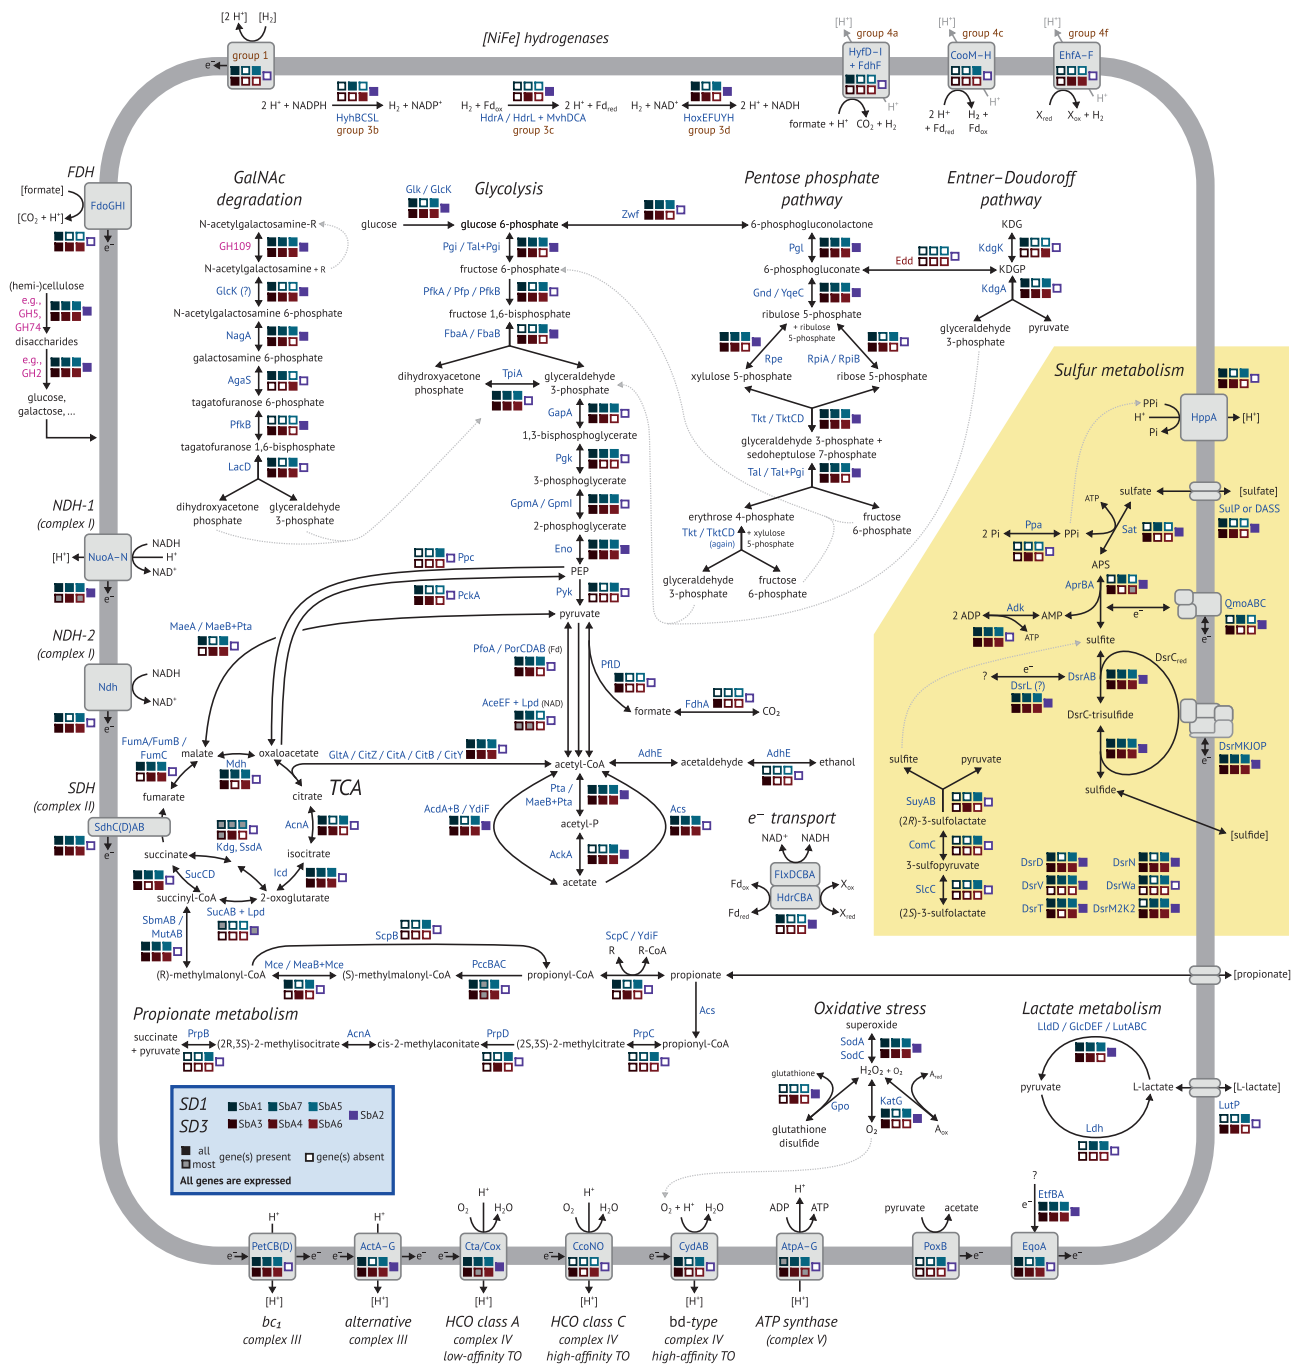 [2 H⁺] [H₂]
group 1
e⁻
[NiFe] hydrogenases
2 H⁺ + NADPH
H₂ + NADP⁺
HyhBCSL
group 3b
H₂ + Fdox
2 H⁺ + Fdred
HdrA / HdrL + MvhDCA
group 3c
H₂ + NAD⁺
2 H⁺ + NADH
HoxEFUYH
group 3d
[H⁺]
group 4a
HyfD–I
+ FdhF
H⁺
formate + H⁺ CO₂ + H₂
[H⁺]
group 4c
CooM–H
H⁺
2 H⁺ H₂ +
+ Fdred Fdox
[H⁺]
group 4f
EhfA–F
H⁺
Xred Xox + H₂
FDH
[formate]
FdoGHI
[CO₂ + H⁺]
e⁻
(hemi-)cellulose
e.g.,
GH5,
GH74
disaccharides
e.g.,
GH2
glucose,
galactose, ...
GalNAc
degradation
N-acetylgalactosamine-R
GH109
N-acetylgalactosamine + R
GlcK (?)
N-acetylgalactosamine 6-phosphate
NagA
galactosamine 6-phosphate
AgaS
tagatofuranose 6-phosphate
PfkB
tagatofuranose 1,6-bisphosphate
LacD
dihydroxyacetone
phosphate
glyceraldehyde
3-phosphate
Glycolysis
Glk / GlcK
glucose
glucose 6-phosphate
Zwf
Pgi / Tal+Pgi
fructose 6-phosphate
PfkA / Pfp / PfkB
fructose 1,6-bisphosphate
FbaA / FbaB
dihydroxyacetone
phosphate
TpiA
glyceraldehyde
3-phosphate
GapA
1,3-bisphosphoglycerate
Pgk
3-phosphoglycerate
GpmA / GpmI
2-phosphoglycerate
Eno
PEP
Ppc
PckA
Pyk
pyruvate
Pentose phosphate
pathway
6-phosphogluconolactone
Pgl
6-phosphogluconate
Edd
Gnd / YqeC
ribulose 5-phosphate
+ ribulose
5-phosphate
Rpe
RpiA / RpiB
xylulose 5-phosphate
ribose 5-phosphate
Tkt / TktCD
glyceraldehyde 3-phosphate +
sedoheptulose 7-phosphate
Tal / Tal+Pgi
erythrose 4-phosphate
fructose
6-phosphate
Tkt / TktCD
(again)
+ xylulose
5-phosphate
glyceraldehyde
3-phosphate
fructose
6-phosphate
Entner–Doudoroff
pathway
KDG
KdgK
KDGP
KdgA
glyceraldehyde
3-phosphate
pyruvate
Sulfur metabolism
PPi
H⁺
Pi
HppA
[H⁺]
sulfate
[sulfate]
SulP or DASS
ATP
2 Pi
Ppa
PPi
Sat
APS
AprBA
2 ADP
Adk
AMP
ATP
e⁻
QmoABC
e⁻
sulfite
DsrCred
?
e⁻
DsrL (?)
DsrAB
DsrC-trisulfide
DsrMKJOP
e⁻
sulfide
[sulfide]
sulfite
pyruvate
SuyAB
(2R)-3-sulfolactate
ComC
3-sulfopyruvate
SlcC
(2S)-3-sulfolactate
DsrD
DsrN
DsrV
DsrWa
DsrT
DsrM2K2
NDH-1
(complex I)
NADH
[H⁺]
NuoA–N
H⁺
NAD⁺
e⁻
NDH-2
(complex I)
NADH
Ndh
NAD⁺
e⁻
SDH
(complex II)
SdhC(D)AB
e⁻
MaeA / MaeB+Pta
FumA/FumB /
FumC
malate
Mdh
oxaloacetate
fumarate
GltA / CitZ / CitA / CitB / CitY
TCA
citrate
AcnA
isocitrate
Kdg, SsdA
succinate
SucCD
Icd
succinyl-CoA
2-oxoglutarate
SucAB + Lpd
SbmAB /
MutAB
PfoA / PorCDAB (Fd)
AceEF + Lpd (NAD)
PflD
formate
FdhA
CO₂
acetyl-CoA
AdhE
acetaldehyde
AdhE
ethanol
AcdA+B / YdiF
Pta /
MaeB+Pta
acetyl-P
Acs
AckA
acetate
e⁻ transport
NAD⁺ NADH
FlxDCBA
HdrCBA
Fdox
Fdred
Xox
Xred
ScpB
(R)-methylmalonyl-CoA
Mce / MeaB+Mce
(S)-methylmalonyl-CoA
PccBAC
propionyl-CoA
ScpC / YdiF
R R-CoA
propionate
[propionate]
Acs
Propionate metabolism
succinate
+ pyruvate
PrpB
(2R,3S)-2-methylisocitrate
AcnA
cis-2-methylaconitate
PrpD
(2S,3S)-2-methylcitrate
PrpC
propionyl-CoA
Oxidative stress
superoxide
SodA
SodC
H₂O₂ + O₂
glutathione
Gpo
glutathione
disulfide
KatG
O₂
Ared
Aox
Lactate metabolism
LldD / GlcDEF / LutABC
pyruvate
L-lactate
[L-lactate]
LutP
Ldh
SD1 SbA1 SbA7 SbA5
SD3 SbA3 SbA4 SbA6
SbA2
all
most gene(s) present gene(s) absent
All genes are expressed
H⁺
e⁻ PetCB(D) e⁻
[H⁺]
bc₁
complex III
H⁺
ActA–G e⁻
[H⁺]
alternative
complex III
H⁺
O₂ H₂O
e⁻ Cta/Cox
[H⁺]
HCO class A
complex IV
low-affinity TO
H⁺
O₂ H₂O
e⁻ CcoNO
[H⁺]
HCO class C
complex IV
high-affinity TO
O₂ + H⁺ H₂O
e⁻ CydAB
[H⁺]
bd-type
complex IV
high-affinity TO
H⁺
ADP ATP
AtpA–G
[H⁺]
ATP synthase
(complex V)
pyruvate acetate
PoxB e⁻
?
e⁻
EtfBA
EqoA e⁻